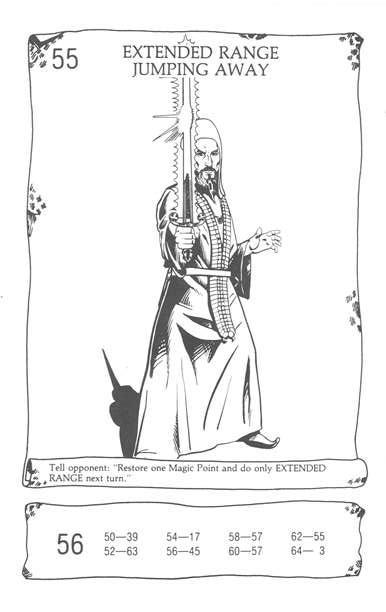 55
EXTENDED RANGE
JUMPING AWAY
Tell opponent: "Restore one Magic Point and do only EXTENDED
RANGE next turn."
56
50—39 54—17 58—57 62—55
52—63 56—45 60—57 64— 3